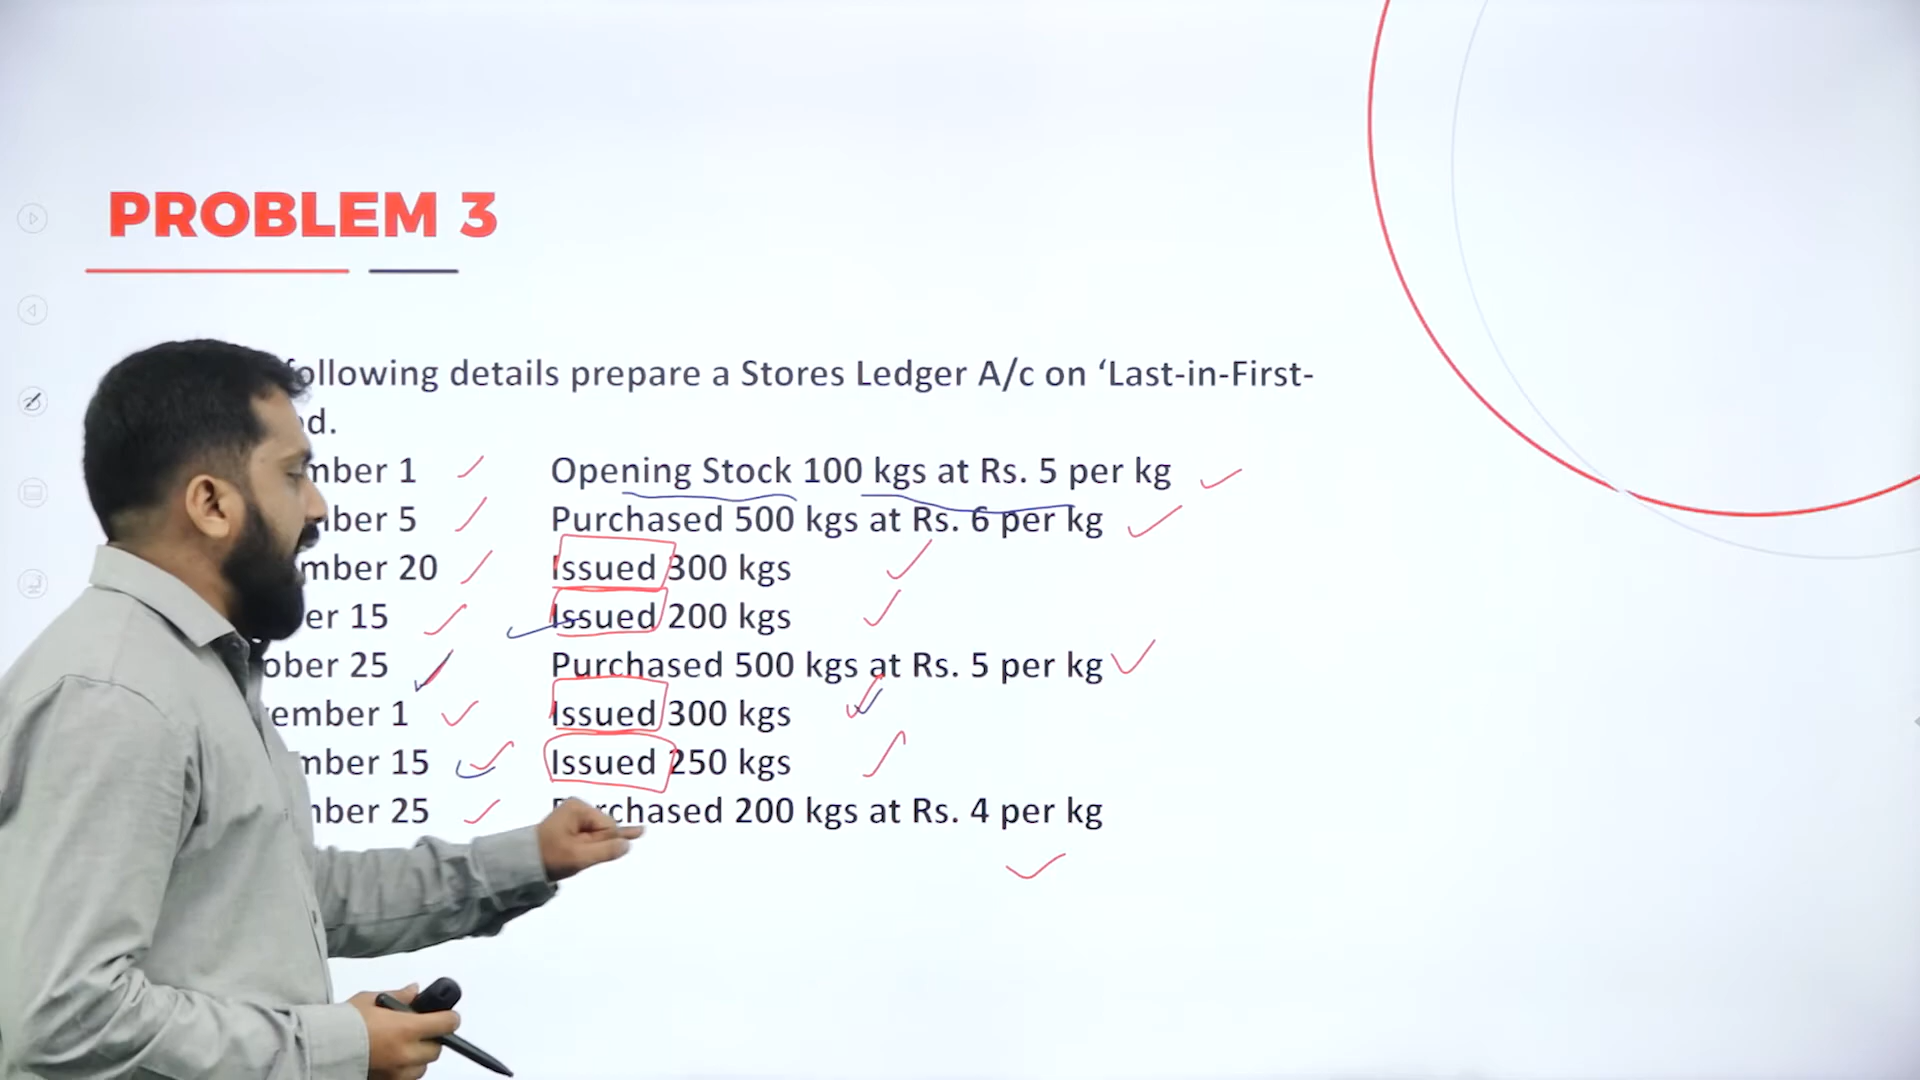 PROBLEM 3
following details prepare a Stores Ledger A/c on ‘Last-in-First-
mber 1 Opening Stock 100 kgs at Rs. 5 per kg
ber 5 Purchased 500 kgs at Rs. 6 per kg
mber 20 Issued 300 kgs
er 15 Issued 200 kgs
ober 25 Purchased 500 kgs at Rs. 5 per kg
ember 1 Issued 300 kgs
mber 15 Issued 250 kgs
mber 25 Purchased 200 kgs at Rs. 4 per kg